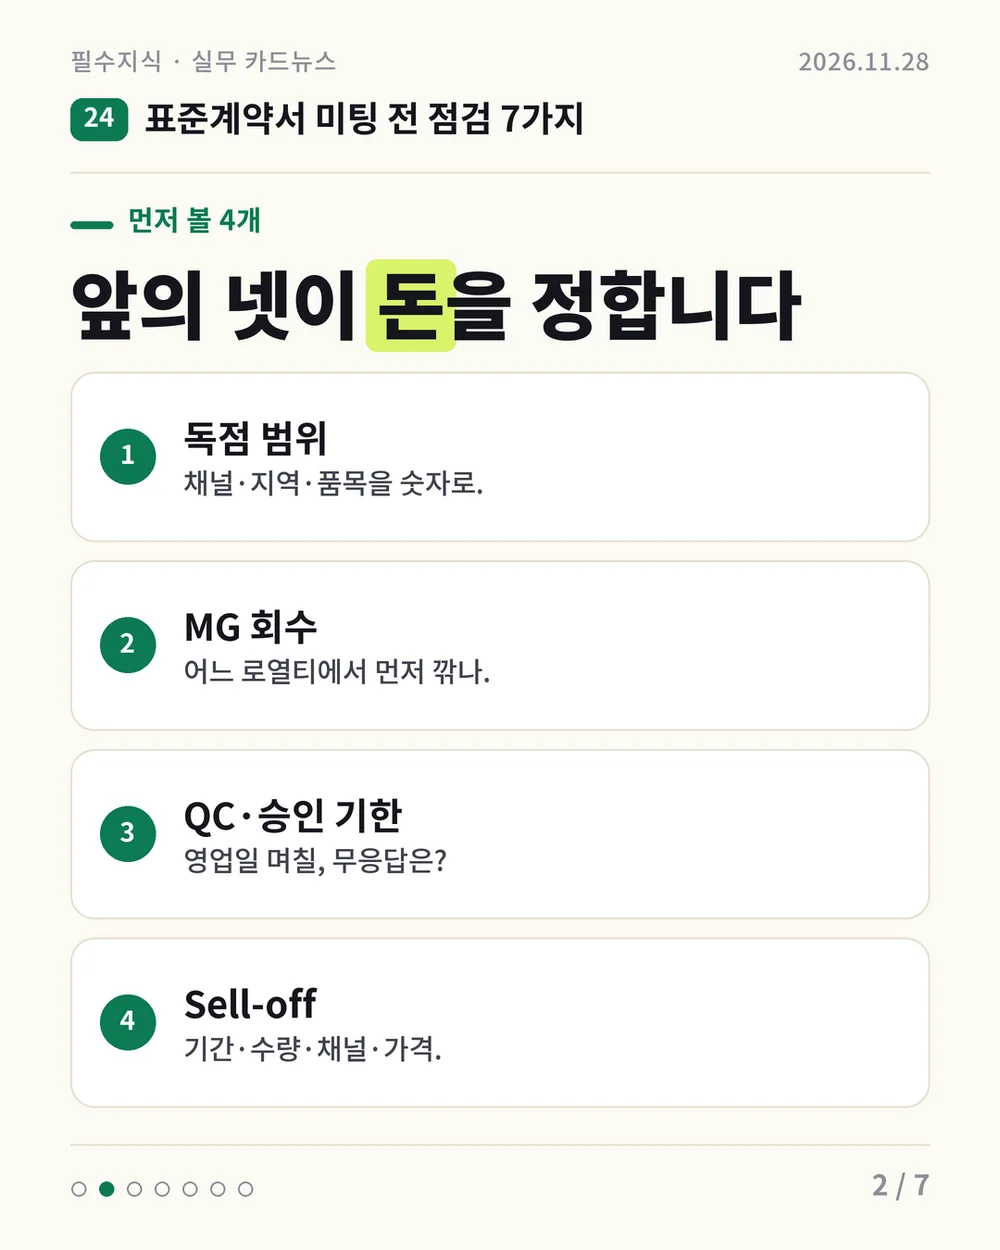 필수지식 · 실무 카드뉴스
2026.11.28
24 표준계약서 미팅 전 점검 7가지
먼저 볼 4개
앞의 넷이 돈을 정합니다
1
독점 범위
채널·지역·품목을 숫자로.
2
MG 회수
어느 로열티에서 먼저 깎나.
3
QC·승인 기한
영업일 며칠, 무응답은?
4
Sell-off
기간·수량·채널·가격.
2 / 7